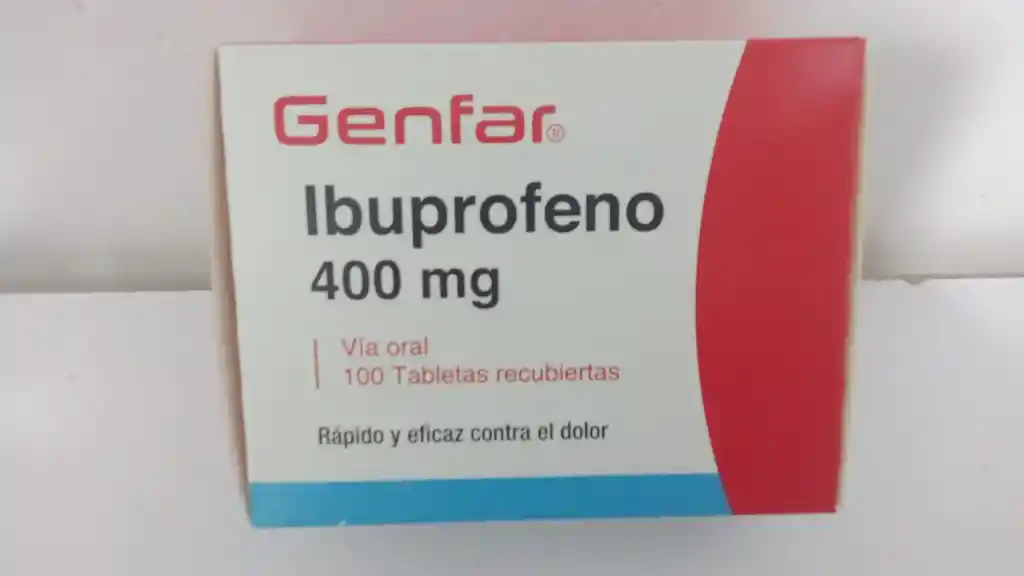 Genfar®
Ibuprofeno
400 mg
Vía oral
100 Tabletas recubiertas
Rápido y eficaz contra el dolor